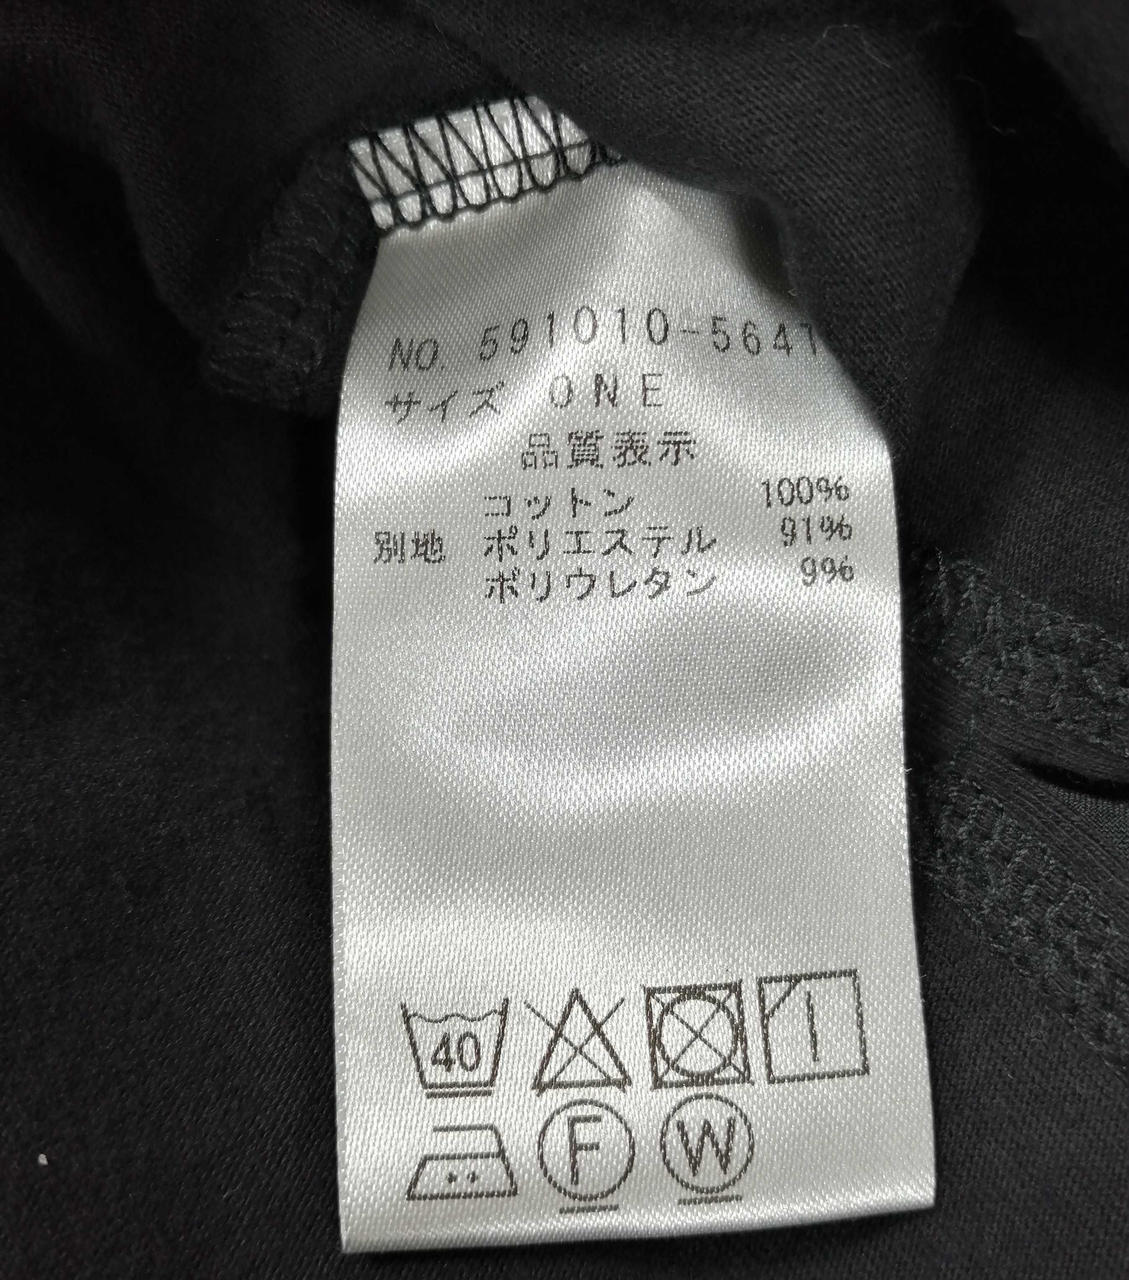 NO. 591010-5641
サイズ ONE
品質表示
コットン 100%
別地 ポリエステル 91%
ポリウレタン 9%
40
F W